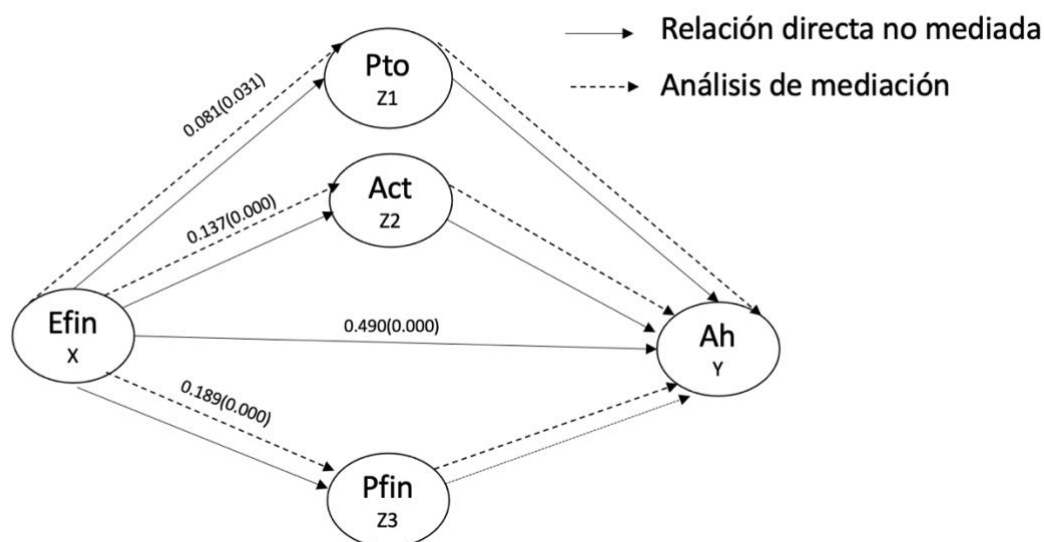 Relación directa no mediada
Análisis de mediación
Pto
Z1
0.081(0.031)
Act
Z2
0.137(0.000)
Efin
X
0.490(0.000)
Ah
Y
0.189(0.000)
Pfin
Z3